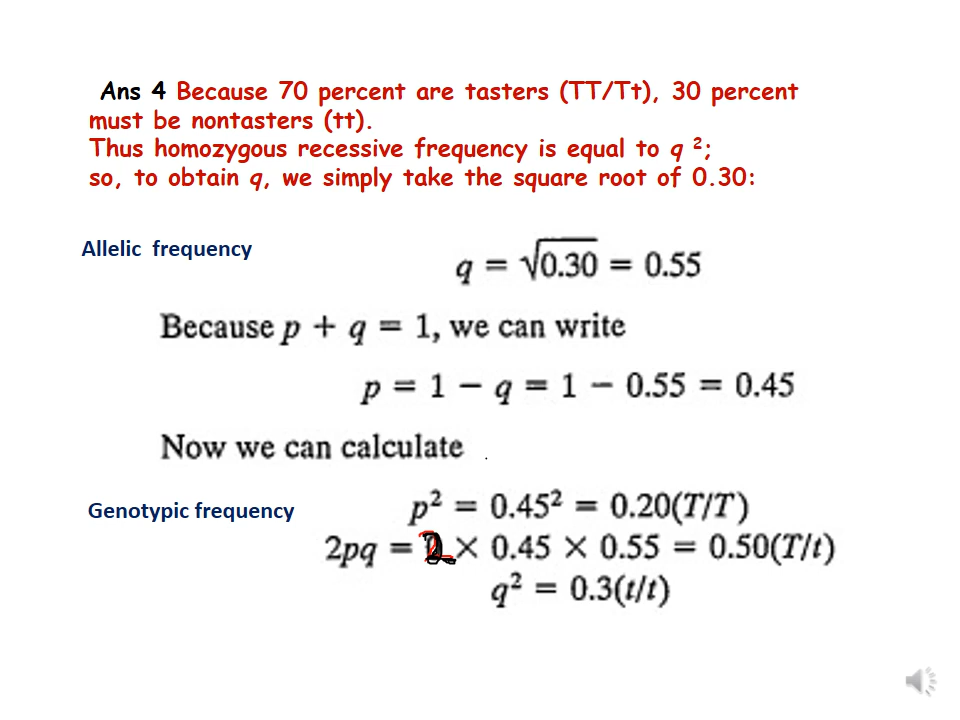 Ans 4 Because 70 percent are tasters (TT/Tt), 30 percent
must be nontasters (tt).
Thus homozygous recessive frequency is equal to q ²;
so, to obtain q, we simply take the square root of 0.30:
Allelic frequency
q = √0.30 = 0.55
Because p + q = 1, we can write
p = 1 − q = 1 − 0.55 = 0.45
Now we can calculate
Genotypic frequency
p² = 0.45² = 0.20(T/T)
2pq = 2 × 0.45 × 0.55 = 0.50(T/t)
q² = 0.3(t/t)